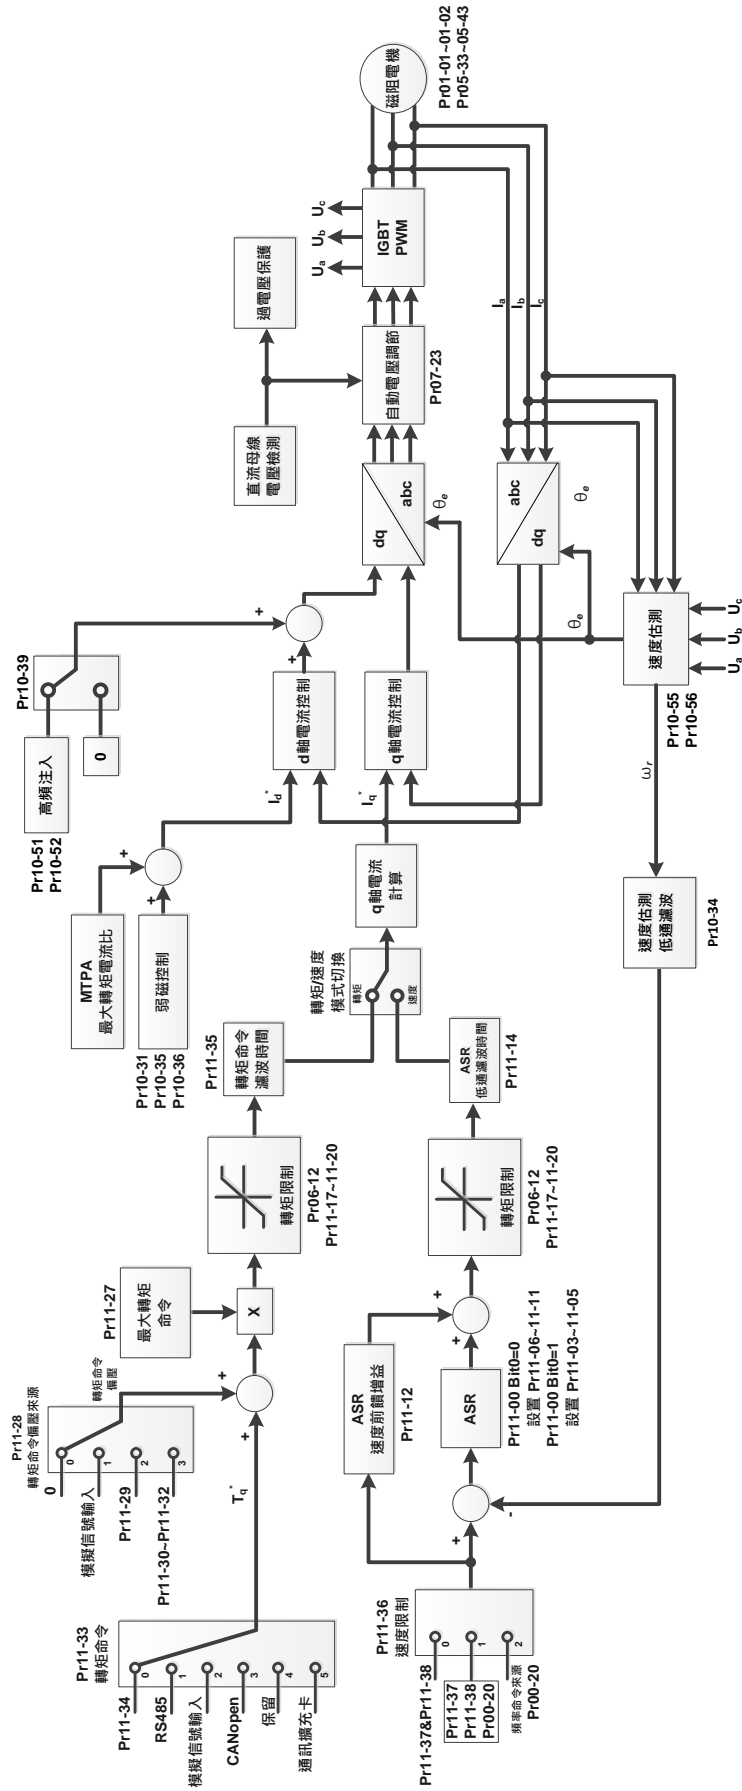 Pr11-33
轉矩命令
Pr11-34
RS485
模擬信號輸入
CANopen
保留
通訊擴充卡
0
1
2
3
4
5
Tq*
Pr11-28
轉矩命令偏壓來源
0
模擬信號輸入
Pr11-29
Pr11-30~Pr11-32
0
1
2
3
轉矩命令
偏壓
+
+
Pr11-27
最大轉矩
命令
X
轉矩限制
Pr06-12
Pr11-17~11-20
Pr11-35
轉矩命令
濾波時間
Pr11-36
速度限制
Pr11-37&Pr11-38
Pr11-37
Pr11-38
Pr00-20
頻率命令來源
Pr00-20
0
1
2
+
-
ASR
速度前饋增益
Pr11-12
ASR
Pr11-00 Bit0=0
設置 Pr11-06~11-11
Pr11-00 Bit0=1
設置 Pr11-03~11-05
+
+
轉矩限制
Pr06-12
Pr11-17~11-20
ASR
低通濾波時間
Pr11-14
轉矩/速度
模式切換
轉矩
速度
q軸電流
計算
MTPA
最大轉矩電流比
弱磁控制
Pr10-31
Pr10-35
Pr10-36
+
+
Id*
Iq*
高頻注入
Pr10-51
Pr10-52
0
Pr10-39
d軸電流控制
q軸電流控制
+
+
dq
abc
θe
直流母線
電壓檢測
過電壓保護
自動電壓調節
Pr07-23
IGBT
PWM
Ua
Ub
Uc
磁阻電機
Pr01-01~01-02
Pr05-33~05-43
Ia
Ib
Ic
abc
dq
θe
θe
速度估測
Pr10-55
Pr10-56
Ua
Ub
Uc
ωr
速度估測
低通濾波
Pr10-34